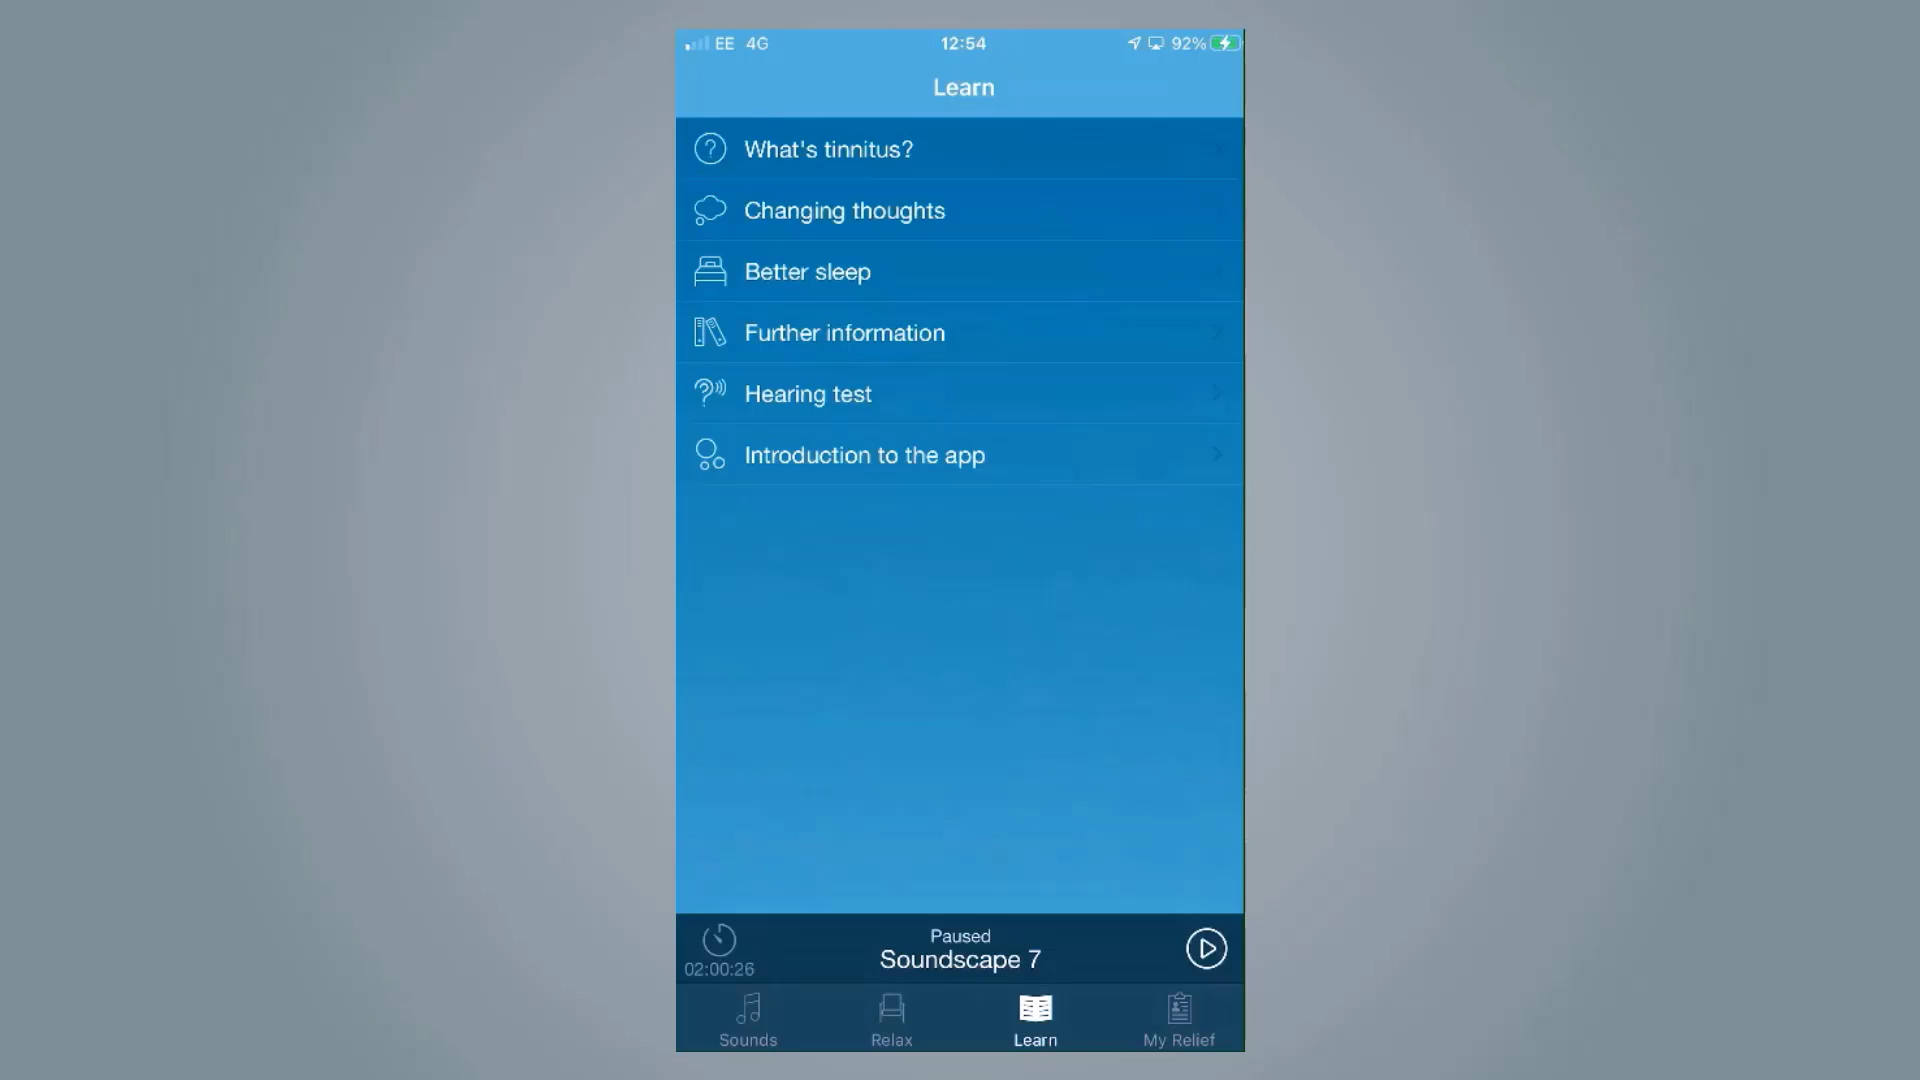 EE 4G 12:54 92%
Learn
What's tinnitus?
Changing thoughts
Better sleep
Further information
Hearing test
Introduction to the app
Paused
Soundscape 7
02:00:26
Sounds Relax Learn My Relief